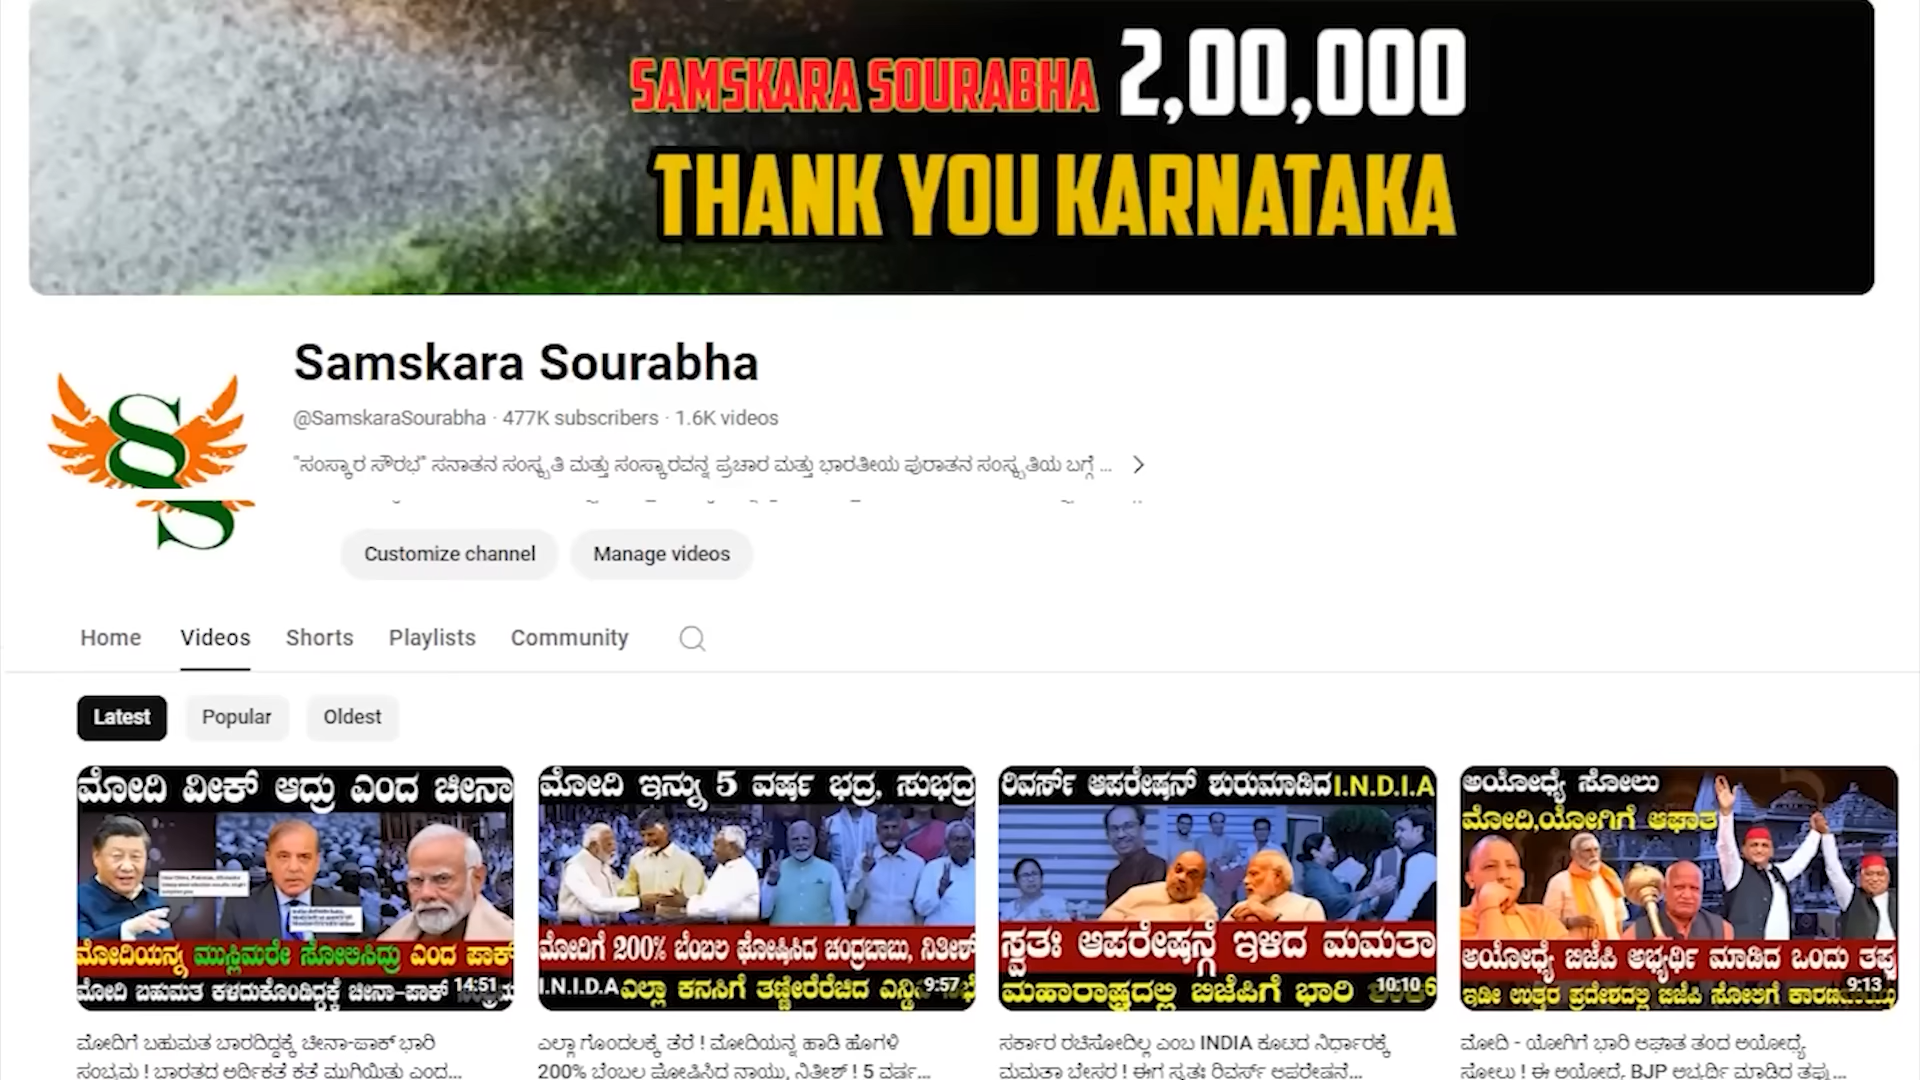 SAMSKARA SOURABHA 2,00,000
THANK YOU KARNATAKA
Samskara Sourabha
@SamskaraSourabha · 477K subscribers · 1.6K videos
"ಸಂಸ್ಕಾರ ಸೌರಭ" ಸನಾತನ ಸಂಸ್ಕೃತಿ ಮತ್ತು ಸಂಸ್ಕಾರವನ್ನ ಪ್ರಚಾರ ಮತ್ತು ಭಾರತೀಯ ಪುರಾತನ ಸಂಸ್ಕೃತಿಯ ಬಗ್ಗೆ ...
Customize channel Manage videos
Home Videos Shorts Playlists Community
Latest Popular Oldest
ಮೋದಿ ವೀಕ್ ಆದ್ರು ಎಂದ ಚೀನಾ
ಮೋದಿಯನ್ನ ಮುಸ್ಲಿಮರೇ ಸೋಲಿಸಿದ್ರು ಎಂದ ಪಾಕ್
ಮೋದಿ ಬಹುಮತ ಕಳದುಕೊಂಡಿದ್ದಕ್ಕೆ ಚೀನಾ-ಪಾಕ್
14:51
ಮೋದಿಗೆ ಬಹುಮತ ಬಾರದಿದ್ದಕ್ಕೆ ಚೀನಾ-ಪಾಕ್ ಭಾರಿ
ಸಂಭ್ರಮ ! ಭಾರತದ ಆರ್ಥಿಕತೆ ಕತೆ ಮುಗಿಯಿತು ಎಂದ...
ಮೋದಿ ಇನ್ನು 5 ವರ್ಷ ಭದ್ರ, ಸುಭದ್ರ
ಮೋದಿಗೆ 200% ಬೆಂಬಲ ಘೋಷಿಸಿದ ಚಂದ್ರಬಾಬು, ನಿತೀಶ್
I.N.I.D.A ಎಲ್ಲಾ ಕನಸಿಗೆ ತಣ್ಣೀರೆರೆಚಿದ
9:57
ಎಲ್ಲಾ ಗೊಂದಲಕ್ಕೆ ತೆರೆ ! ಮೋದಿಯನ್ನ ಹಾಡಿ ಹೊಗಳಿ
200% ಬೆಂಬಲ ಘೋಷಿಸಿದ ನಾಯ್ಡು, ನಿತೀಶ್ ! 5 ವರ್ಷ...
ರಿವರ್ಸ್ ಆಪರೇಷನ್ ಶುರುಮಾಡಿದ I.N.D.I.A
ಸ್ವತಃ ಆಪರೇಷನ್ಗೆ ಇಳಿದ ಮಮತಾ
ಮಹಾರಾಷ್ಟ್ರದಲ್ಲಿ ಬಿಜೆಪಿಗೆ ಭಾರಿ
10:10
ಸರ್ಕಾರ ರಚಿಸೋದಿಲ್ಲ ಎಂಬ INDIA ಕೂಟದ ನಿರ್ಧಾರಕ್ಕೆ
ಮಮತಾ ಬೇಸರ ! ಈಗ ಸ್ವತಃ ರಿವರ್ಸ್ ಆಪರೇಷನ್...
ಅಯೋಧ್ಯೆ ಸೋಲು
ಮೋದಿ,ಯೋಗಿಗೆ ಆಘಾತ
ಅಯೋಧ್ಯೆ ಬಿಜೆಪಿ ಅಭ್ಯರ್ಥಿ ಮಾಡಿದ ಒಂದು ತಪ್ಪು
ಇಡೀ ಉತ್ತರ ಪ್ರದೇಶದಲ್ಲಿ ಬಿಜೆಪಿ ಸೋಲಿಗೆ
9:13
ಮೋದಿ - ಯೋಗಿಗೆ ಭಾರಿ ಆಘಾತ ತಂದ ಅಯೋಧ್ಯೆ
ಸೋಲು ! ಈ ಅಯೋಧ್ಯೆ BJP ಅಭ್ಯರ್ಥಿ ಮಾಡಿದ ತಪ್ಪು ...